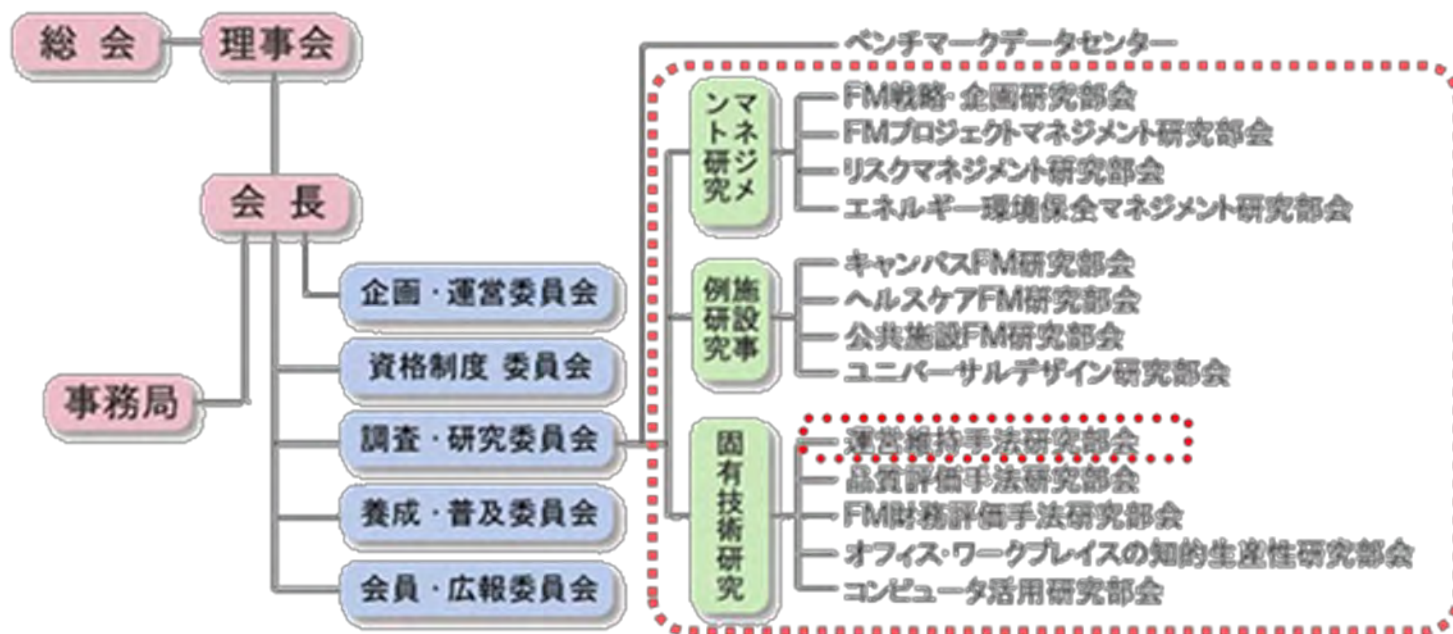 総 会
理事会
会 長
事務局
企画・運営委員会
資格制度 委員会
調査・研究委員会
養成・普及委員会
会員・広報委員会
ベンチマークデータセンター
マネジメント研究
FM戦略・企画研究部会
FMプロジェクトマネジメント研究部会
リスクマネジメント研究部会
エネルギー環境保全マネジメント研究部会
施設事例研究
キャンパスFM研究部会
ヘルスケアFM研究部会
公共施設FM研究部会
ユニバーサルデザイン研究部会
固有技術研究
運営維持手法研究部会
品質評価手法研究部会
FM財務評価手法研究部会
オフィス・ワークプレイスの知的生産性研究部会
コンピュータ活用研究部会